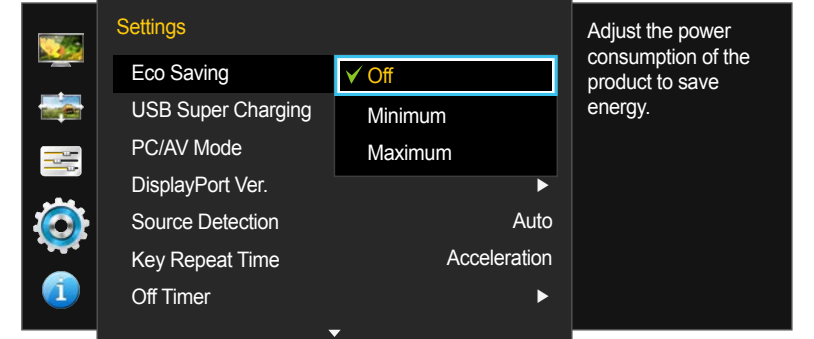 Settings
Eco Saving
Off
USB Super Charging
Minimum
PC/AV Mode
Maximum
DisplayPort Ver.
Source Detection
Auto
Key Repeat Time
Acceleration
Off Timer
Adjust the power
consumption of the
product to save
energy.